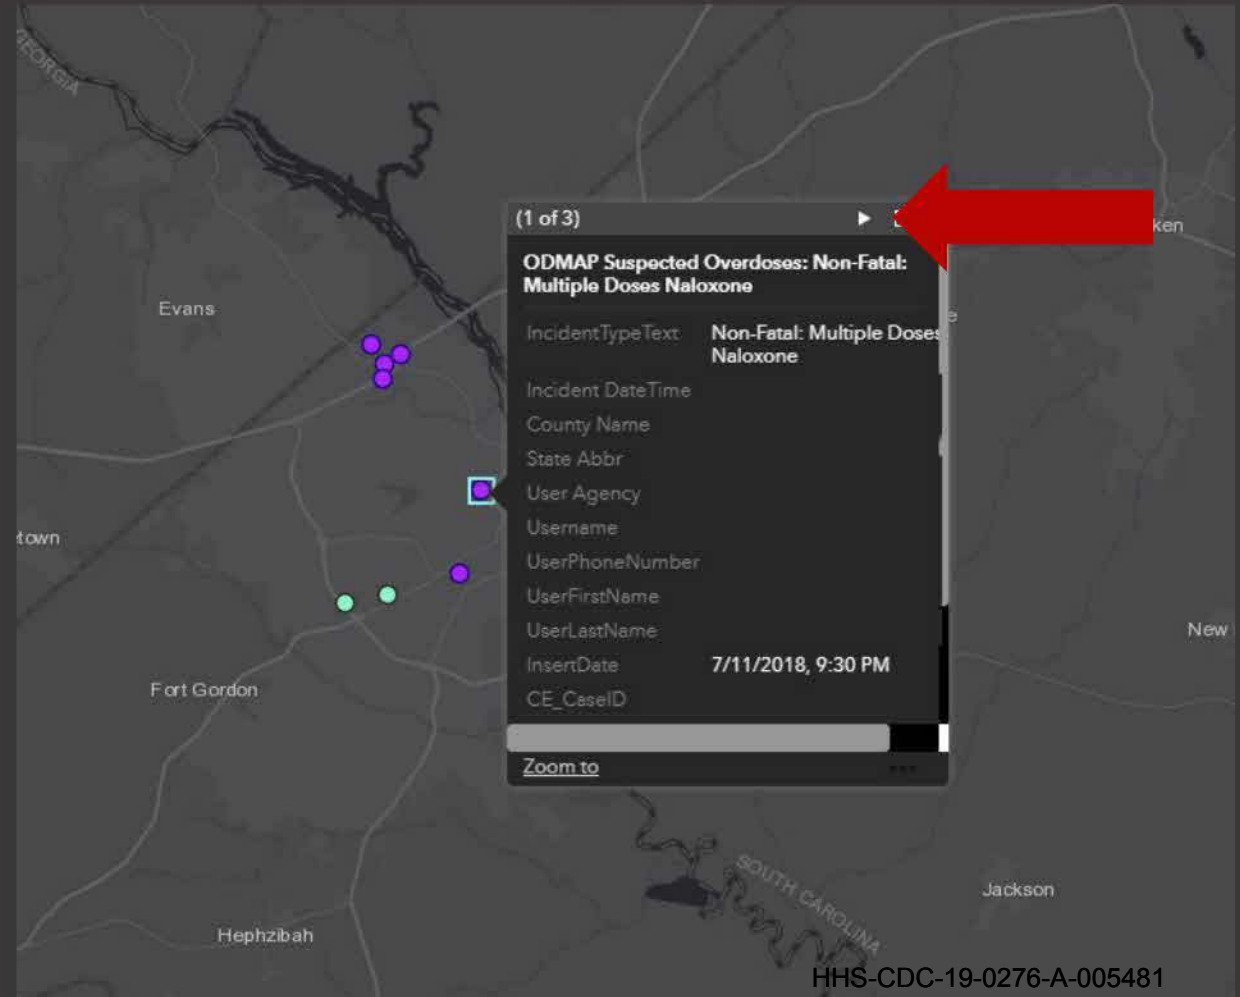 GEORGIA
(1 of 3)
ken
ODMAP Suspected Overdoses: Non-Fatal:
Multiple Doses Naloxone
Evans
IncidentTypeText Non-Fatal: Multiple Doses
Naloxone
Incident DateTime
County Name
State Abbr
User Agency
Username
town
UserPhoneNumber
UserFirstName
UserLastName
New
InsertDate 7/11/2018, 9:30 PM
Fort Gordon
CE_CaseID
Zoom to
SOUTH CAROLINA
Jackson
Hephzibah
HHS-CDC-19-0276-A-005481